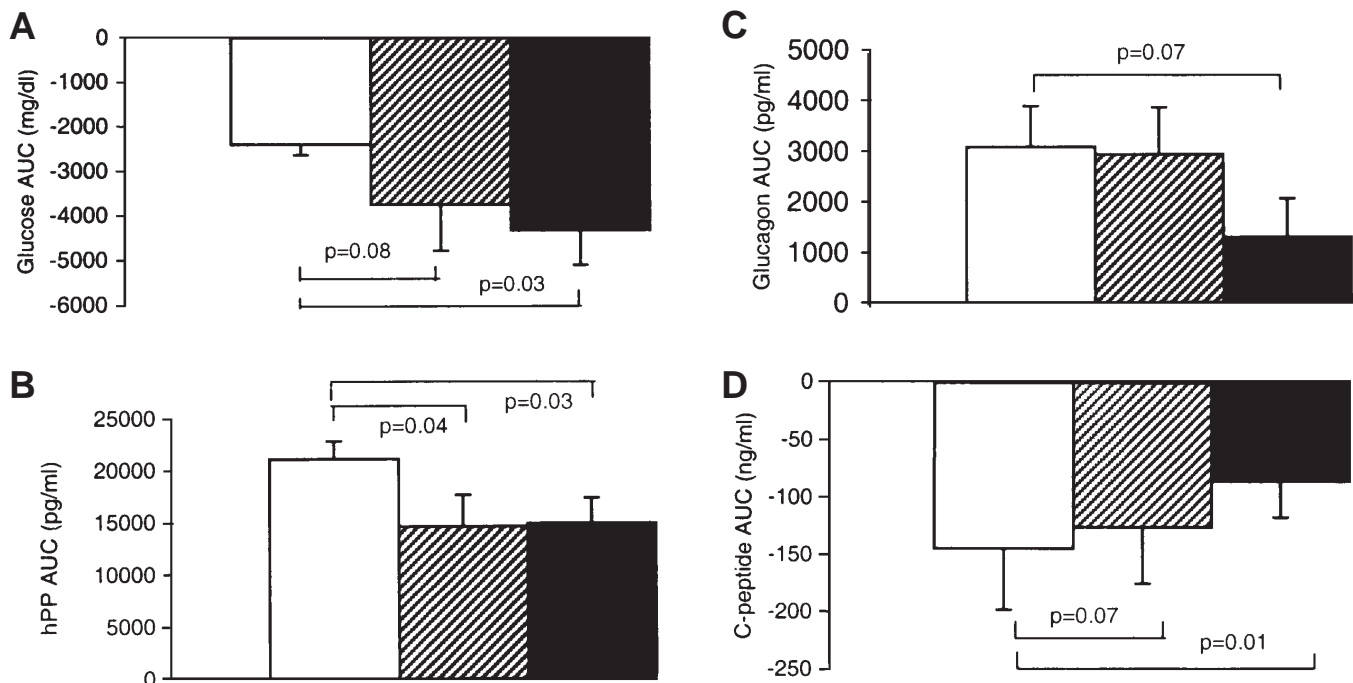 A
Glucose AUC (mg/dl)
0
-1000
-2000
-3000
-4000
-5000
-6000
p=0.08
p=0.03
B
hPP AUC (pg/ml)
25000
20000
15000
10000
5000
0
p=0.03
p=0.04
C
Glucagon AUC (pg/ml)
5000
4000
3000
2000
1000
0
p=0.07
D
C-peptide AUC (ng/ml)
0
-50
-100
-150
-200
-250
p=0.07
p=0.01